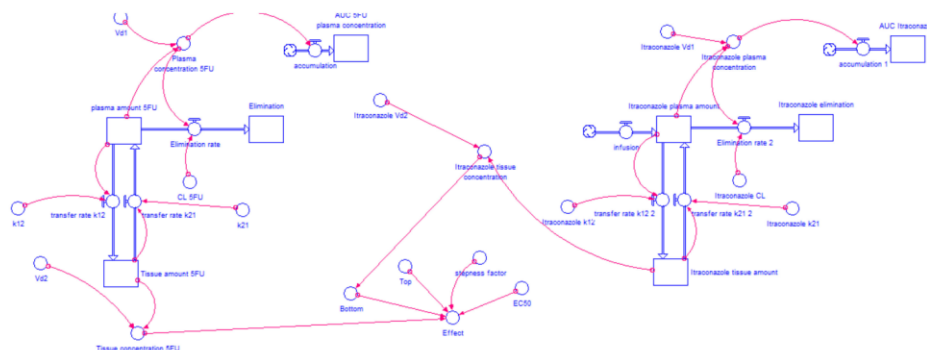 Vd1
AUC 5FU
plasma concentration
Plasma
concentration 5FU
accumulation
plasma amount 5FU
Elimination
Elimination rate
CL 5FU
k12
transfer rate k12
transfer rate k21
k21
Vd2
Tissue amount 5FU
Tissue concentration 5FU
Itraconazole Vd2
Itraconazole tissue
concentration
Top
stepness factor
Bottom
EC50
Effect
Itraconazole Vd1
Itraconazole plasma
concentration
AUC Itraconaz
accumulation 1
Itraconazole plasma amount
Itraconazole elimination
infusion
Elimination rate 2
Itraconazole CL
Itraconazole k12
transfer rate k12 2
transfer rate k21 2
Itraconazole k21
Itraconazole tissue amount